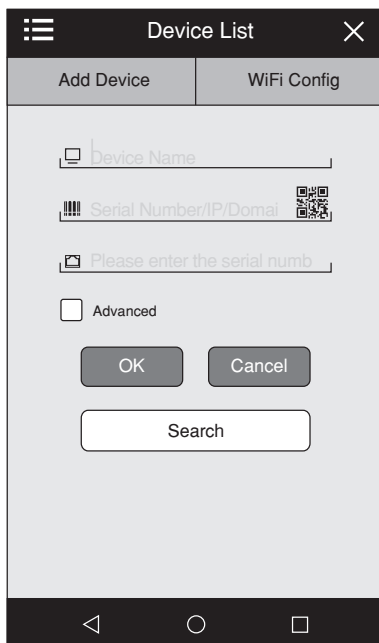 Device List
Add Device
WiFi Config
Device Name
Serial Number/IP/Domai
Please enter the serial numb
Advanced
OK
Cancel
Search